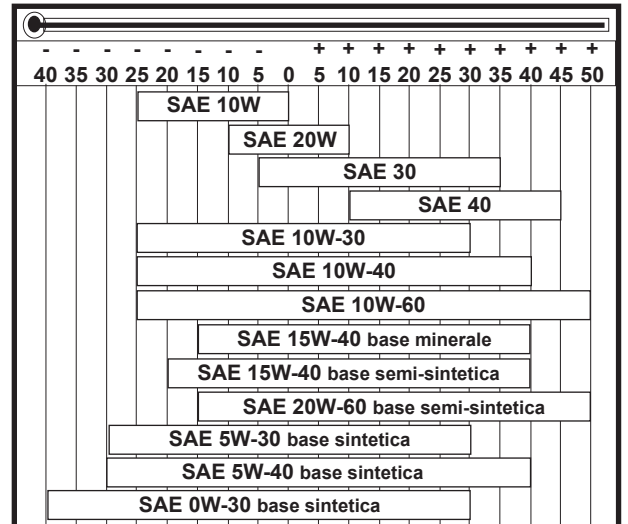 - - - - - - - - + + + + + + + + + +
40 35 30 25 20 15 10 5 0 5 10 15 20 25 30 35 40 45 50
SAE 10W
SAE 20W
SAE 30
SAE 40
SAE 10W-30
SAE 10W-40
SAE 10W-60
SAE 15W-40 base minerale
SAE 15W-40 base semi-sintetica
SAE 20W-60 base semi-sintetica
SAE 5W-30 base sintetica
SAE 5W-40 base sintetica
SAE 0W-30 base sintetica